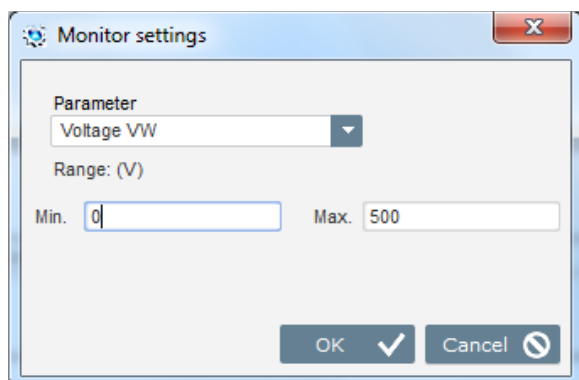 Monitor settings
Parameter
Voltage VW
Range: (V)
Min. 0 Max. 500
OK Cancel